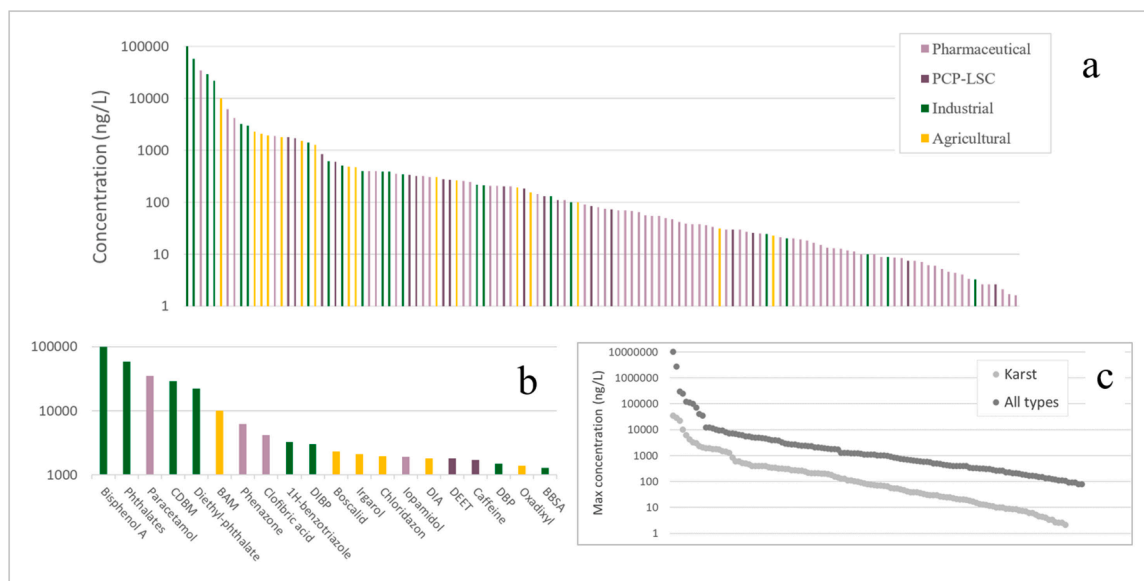 100000
10000
1000
100
10
1
Concentration (ng/L)
Pharmaceutical
PCP-LSC
Industrial
Agricultural
a
100000
10000
1000
b
Bisphenol A
Phthalates
Paracetamol
CDBM
Diethyl-phthalate
BAM
Phenazone
Clofibric acid
1H-benzotriazole
DIBP
Boscalid
Irgarol
Chloridazon
Iopamidol
DIA
DEET
Caffeine
DBP
Oxadixyl
BBSA
10000000
1000000
100000
10000
1000
100
10
1
Max concentration (ng/L)
Karst
All types
c